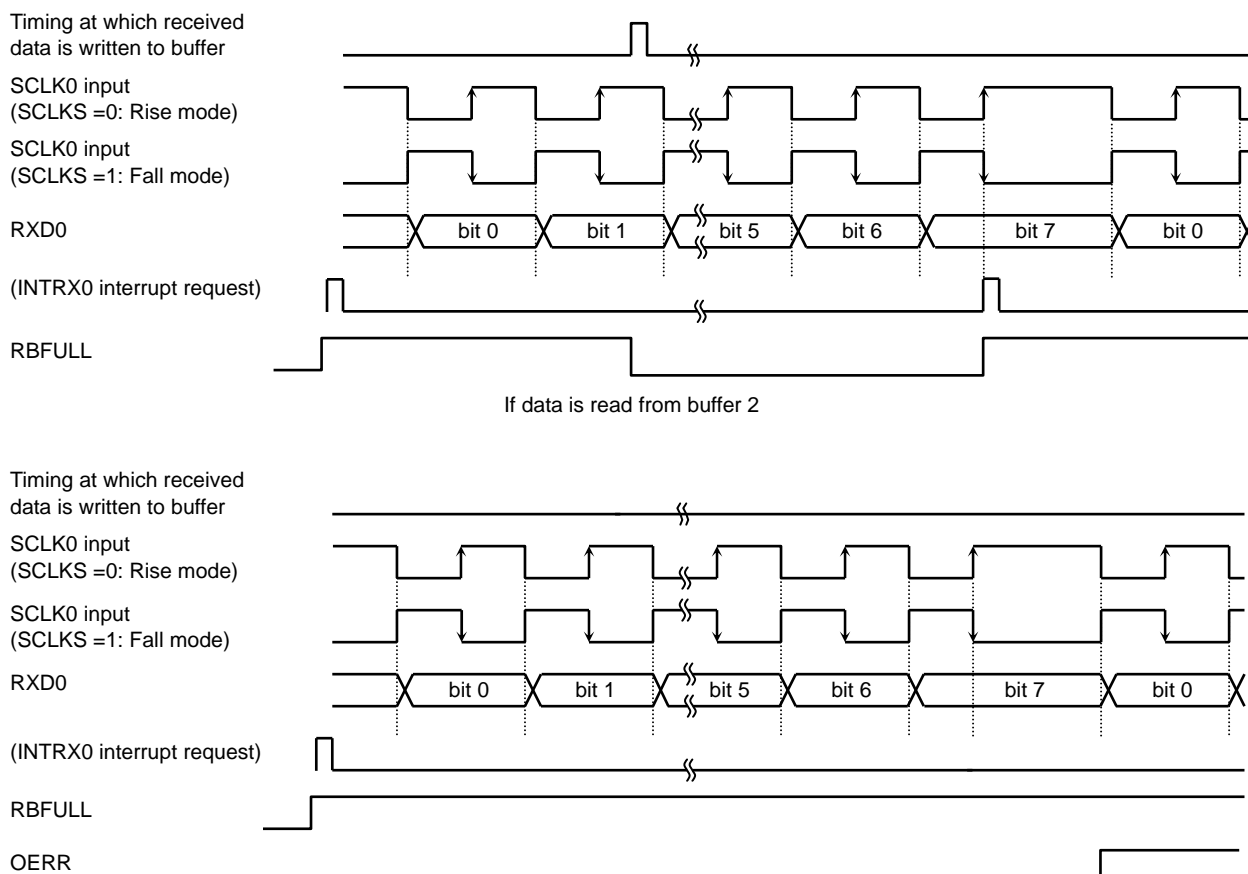 Timing at which received
data is written to buffer
SCLK0 input
(SCLKS =0: Rise mode)
SCLK0 input
(SCLKS =1: Fall mode)
RXD0
bit 0 bit 1 bit 5 bit 6 bit 7 bit 0
(INTRX0 interrupt request)
RBFULL
If data is read from buffer 2
Timing at which received
data is written to buffer
SCLK0 input
(SCLKS =0: Rise mode)
SCLK0 input
(SCLKS =1: Fall mode)
RXD0
bit 0 bit 1 bit 5 bit 6 bit 7 bit 0
(INTRX0 interrupt request)
RBFULL
OERR